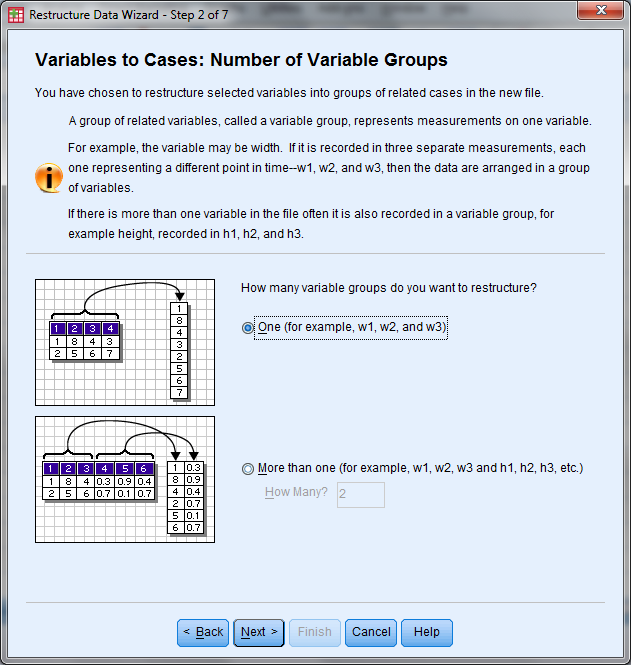 Restructure Data Wizard - Step 2 of 7
Variables to Cases: Number of Variable Groups
You have chosen to restructure selected variables into groups of related cases in the new file.
A group of related variables, called a variable group, represents measurements on one variable.
For example, the variable may be width.  If it is recorded in three separate measurements, each
one representing a different point in time--w1, w2, and w3, then the data are arranged in a group
of variables.
If there is more than one variable in the file often it is also recorded in a variable group, for
example height, recorded in h1, h2, and h3.
How many variable groups do you want to restructure?
1 2 3 4
1 8 4 3
2 5 6 7
1
8
4
3
2
5
6
7
One (for example, w1, w2, and w3)
1 2 3 4 5 6
1 8 4 0.3 0.9 0.4
2 5 6 0.7 0.1 0.7
1 0.3
8 0.9
4 0.4
2 0.7
5 0.1
6 0.7
More than one (for example, w1, w2, w3 and h1, h2, h3, etc.)
How Many? 2
< Back Next > Finish Cancel Help